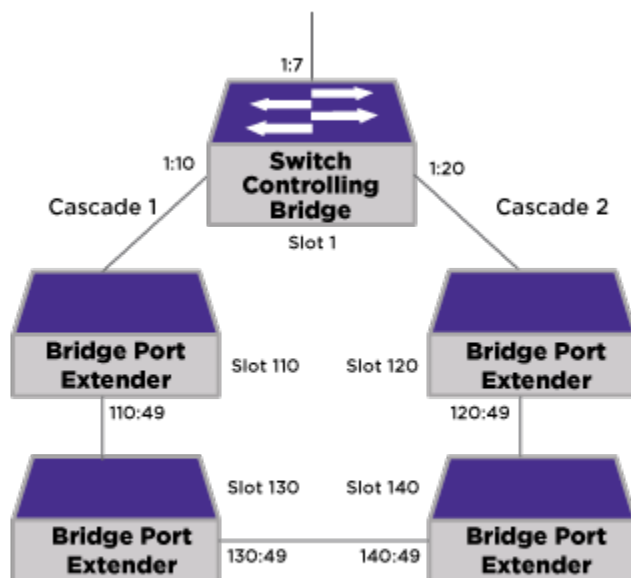 1:7
Switch
Controlling
Bridge
1:10
1:20
Cascade 1
Cascade 2
Slot 1
Bridge Port
Extender
Slot 110
Slot 120
Bridge Port
Extender
110:49
120:49
Slot 130
Slot 140
Bridge Port
Extender
130:49
140:49
Bridge Port
Extender